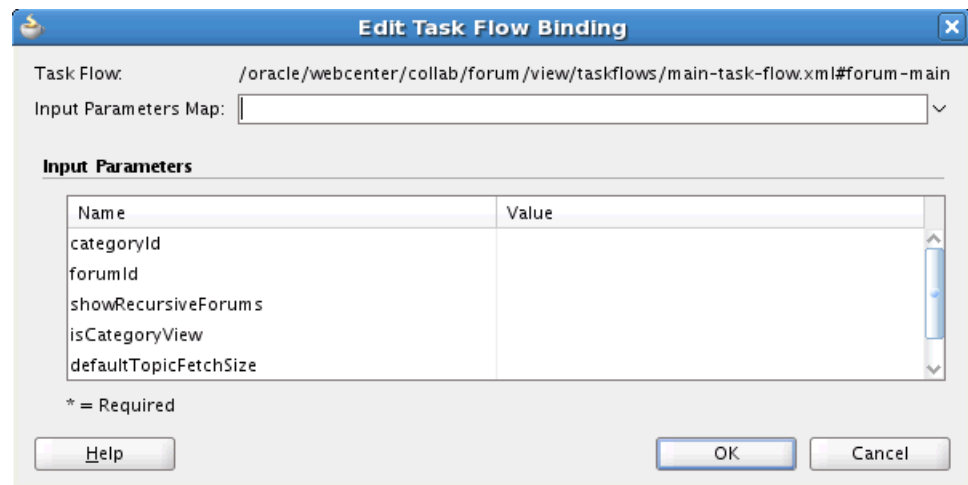 Edit Task Flow Binding
Task Flow: /oracle/webcenter/collab/forum/view/taskflows/main-task-flow.xml#forum-main
Input Parameters Map:
Input Parameters
Name Value
categoryId
forumId
showRecursiveForums
isCategoryView
defaultTopicFetchSize
* = Required
Help OK Cancel